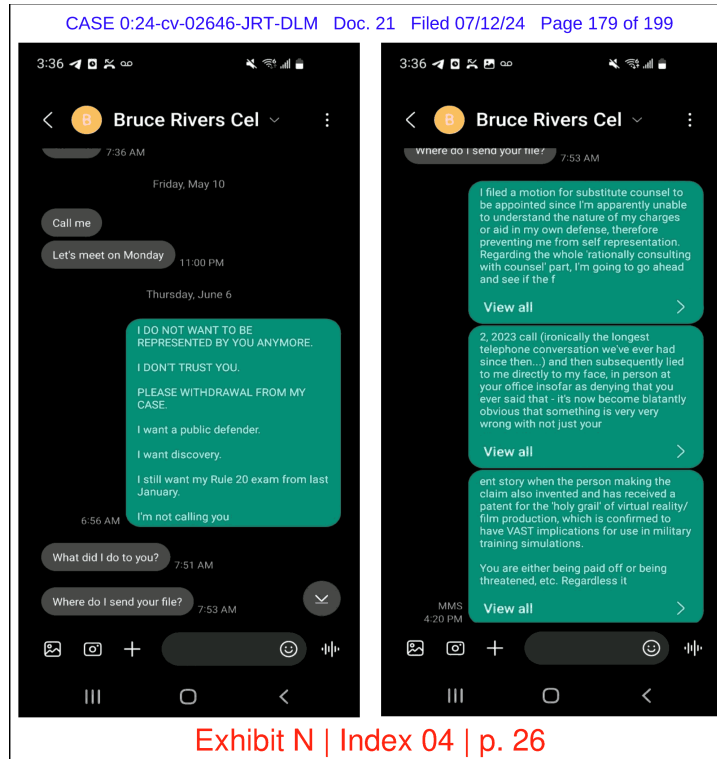 CASE 0:24-cv-02646-JRT-DLM Doc. 21 Filed 07/12/24 Page 179 of 199
3:36
B
Bruce Rivers Cel
7:36 AM
Friday, May 10
Call me
Let's meet on Monday
11:00 PM
Thursday, June 6
I DO NOT WANT TO BE
REPRESENTED BY YOU ANYMORE.
I DON'T TRUST YOU.
PLEASE WITHDRAWAL FROM MY
CASE.
I want a public defender.
I want discovery.
I still want my Rule 20 exam from last
January.
I'm not calling you
6:56 AM
What did I do to you?
7:51 AM
Where do I send your file?
7:53 AM
3:36
B
Bruce Rivers Cel
Where do I send your file?
7:53 AM
I filed a motion for substitute counsel to
be appointed since I'm apparently unable
to understand the nature of my charges
or aid in my own defense, therefore
preventing me from self representation.
Regarding the whole 'rationally consulting
with counsel' part, I'm going to go ahead
and see if the f
View all
2, 2023 call (ironically the longest
telephone conversation we've ever had
since then...) and then subsequently lied
to me directly to my face, in person at
your office insofar as denying that you
ever said that - it's now become blatantly
obvious that something is very very
wrong with not just your
View all
ent story when the person making the
claim also invented and has received a
patent for the 'holy grail' of virtual reality/
film production, which is confirmed to
have VAST implications for use in military
training simulations.
You are either being paid off or being
threatened, etc. Regardless it
View all
MMS
4:20 PM
Exhibit N | Index 04 | p. 26